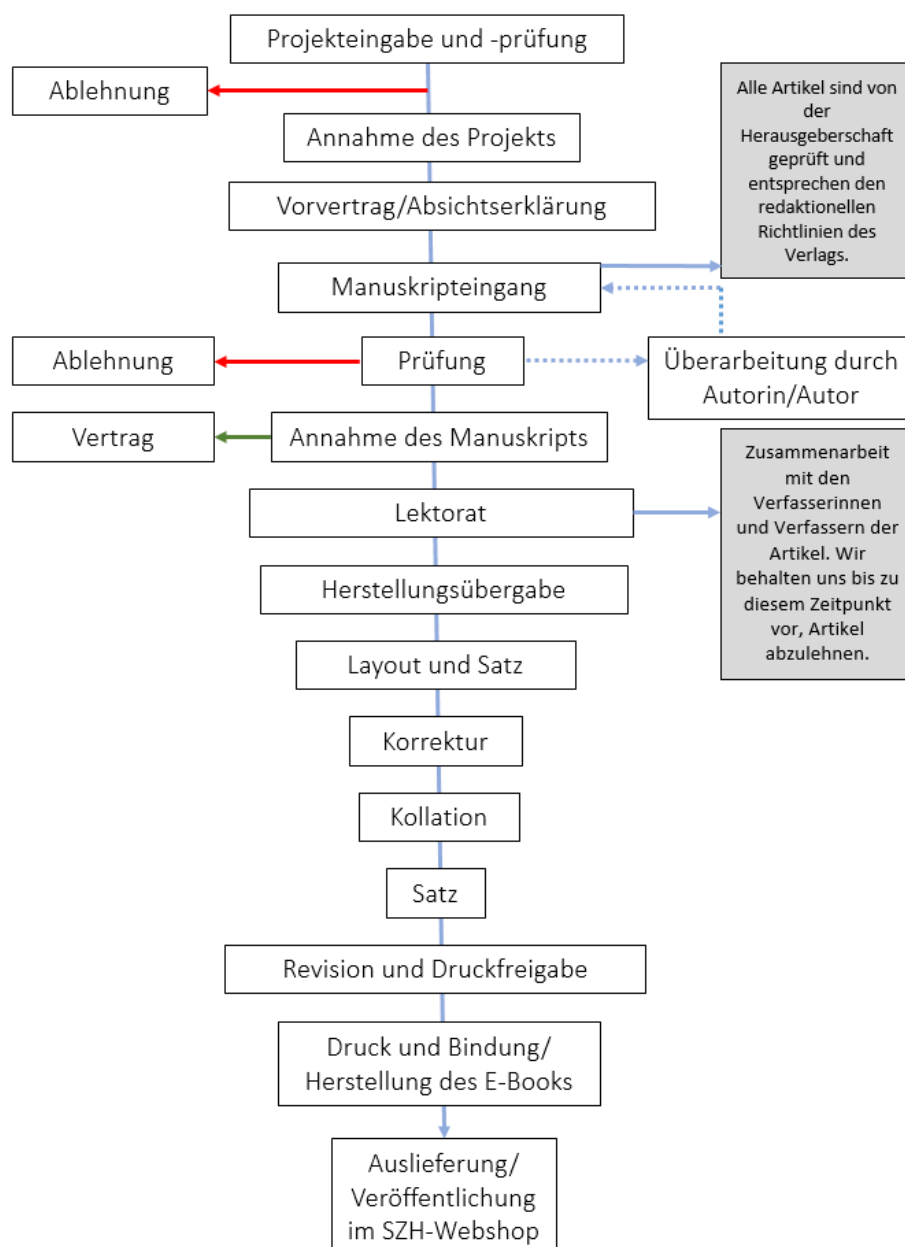 Projekteingabe und -prüfung
Ablehnung
Alle Artikel sind von
der
Herausgeberschaft
geprüft und
entsprechen den
redaktionellen
Richtlinien des
Verlags.
Annahme des Projekts
Vorvertrag/Absichtserklärung
Manuskripteingang
Ablehnung
Prüfung
Überarbeitung durch
Autorin/Autor
Vertrag
Annahme des Manuskripts
Zusammenarbeit
mit den
Verfasserinnen
und Verfassern der
Artikel. Wir
behalten uns bis zu
diesem Zeitpunkt
vor, Artikel
abzulehnen.
Lektorat
Herstellungsübergabe
Layout und Satz
Korrektur
Kollation
Satz
Revision und Druckfreigabe
Druck und Bindung/
Herstellung des E-Books
Auslieferung/
Veröffentlichung
im SZH-Webshop